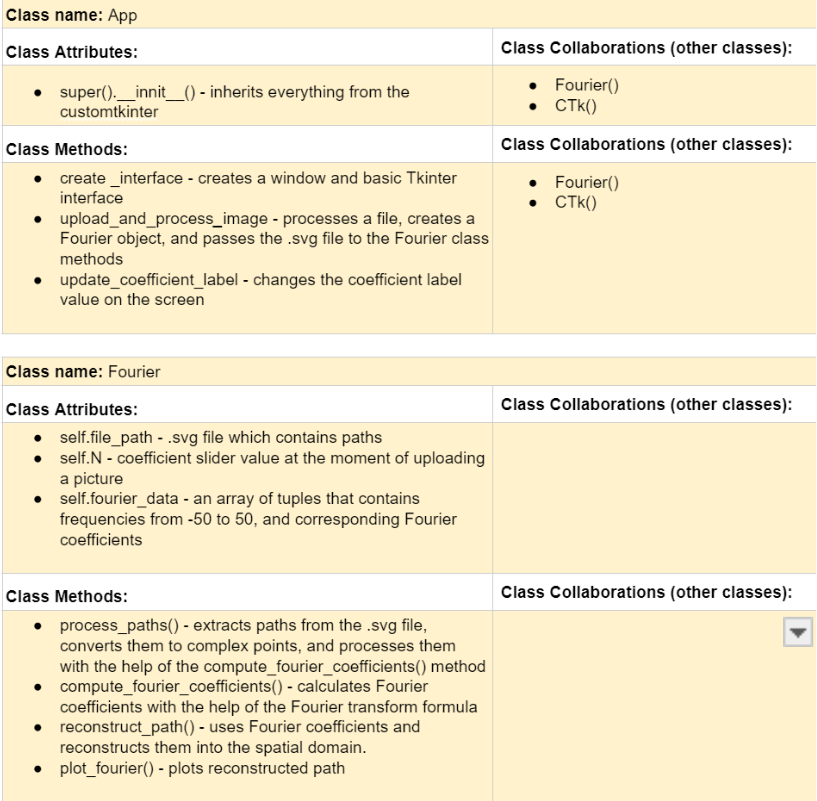 Class name: App
Class Attributes:
Class Collaborations (other classes):
● super().__innit__() - inherits everything from the
customtkinter
● Fourier()
● CTk()
Class Methods:
Class Collaborations (other classes):
● create _interface - creates a window and basic Tkinter
interface
● upload_and_process_image - processes a file, creates a
Fourier object, and passes the .svg file to the Fourier class
methods
● update_coefficient_label - changes the coefficient label
value on the screen
● Fourier()
● CTk()
Class name: Fourier
Class Attributes:
Class Collaborations (other classes):
● self.file_path - .svg file which contains paths
● self.N - coefficient slider value at the moment of uploading
a picture
● self.fourier_data - an array of tuples that contains
frequencies from -50 to 50, and corresponding Fourier
coefficients
Class Methods:
Class Collaborations (other classes):
● process_paths() - extracts paths from the .svg file,
converts them to complex points, and processes them
with the help of the compute_fourier_coefficients() method
● compute_fourier_coefficients() - calculates Fourier
coefficients with the help of the Fourier transform formula
● reconstruct_path() - uses Fourier coefficients and
reconstructs them into the spatial domain.
● plot_fourier() - plots reconstructed path